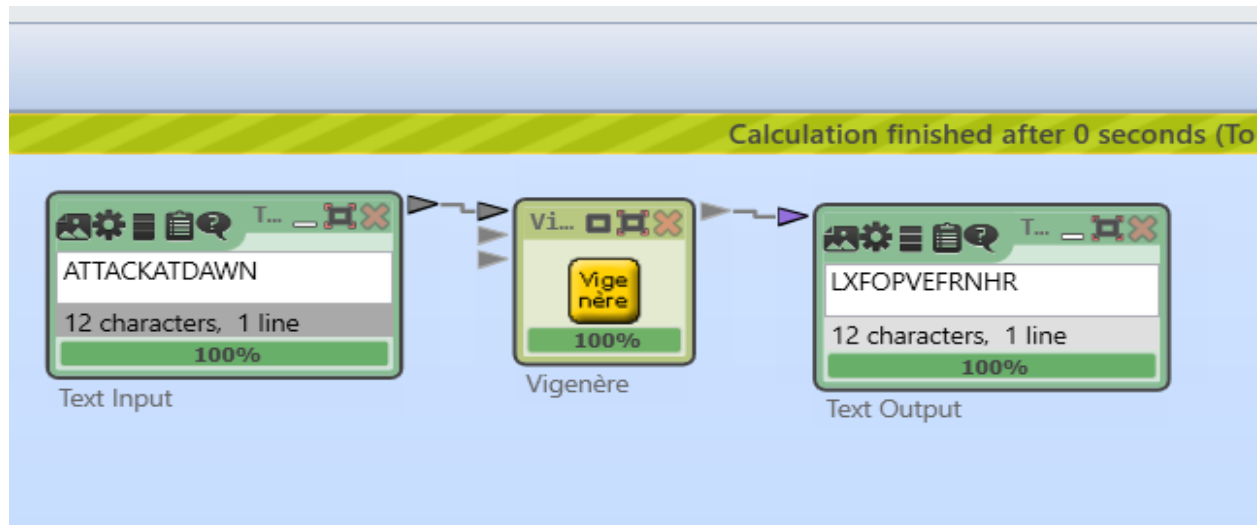 Calculation finished after 0 seconds (To
T...
ATTACKATDAWN
12 characters, 1 line
100%
Text Input
Vi...
Vige
nère
100%
Vigenère
T...
LXFOPVEFRNHR
12 characters, 1 line
100%
Text Output